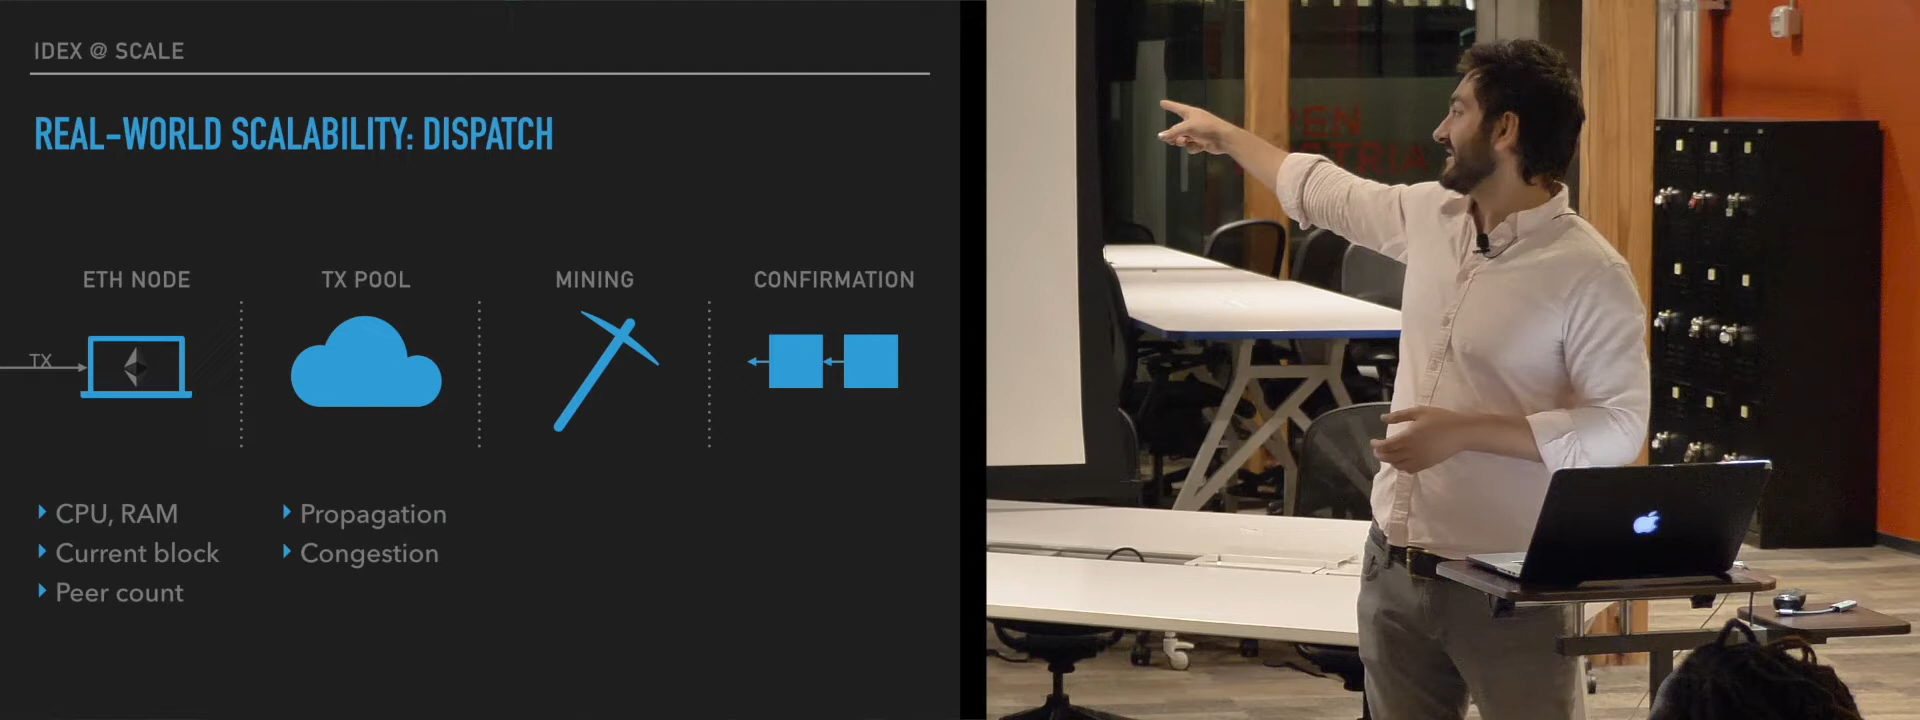 IDEX @ SCALE
REAL-WORLD SCALABILITY: DISPATCH
ETH NODE
TX POOL
MINING
CONFIRMATION
TX
CPU, RAM
Current block
Peer count
Propagation
Congestion